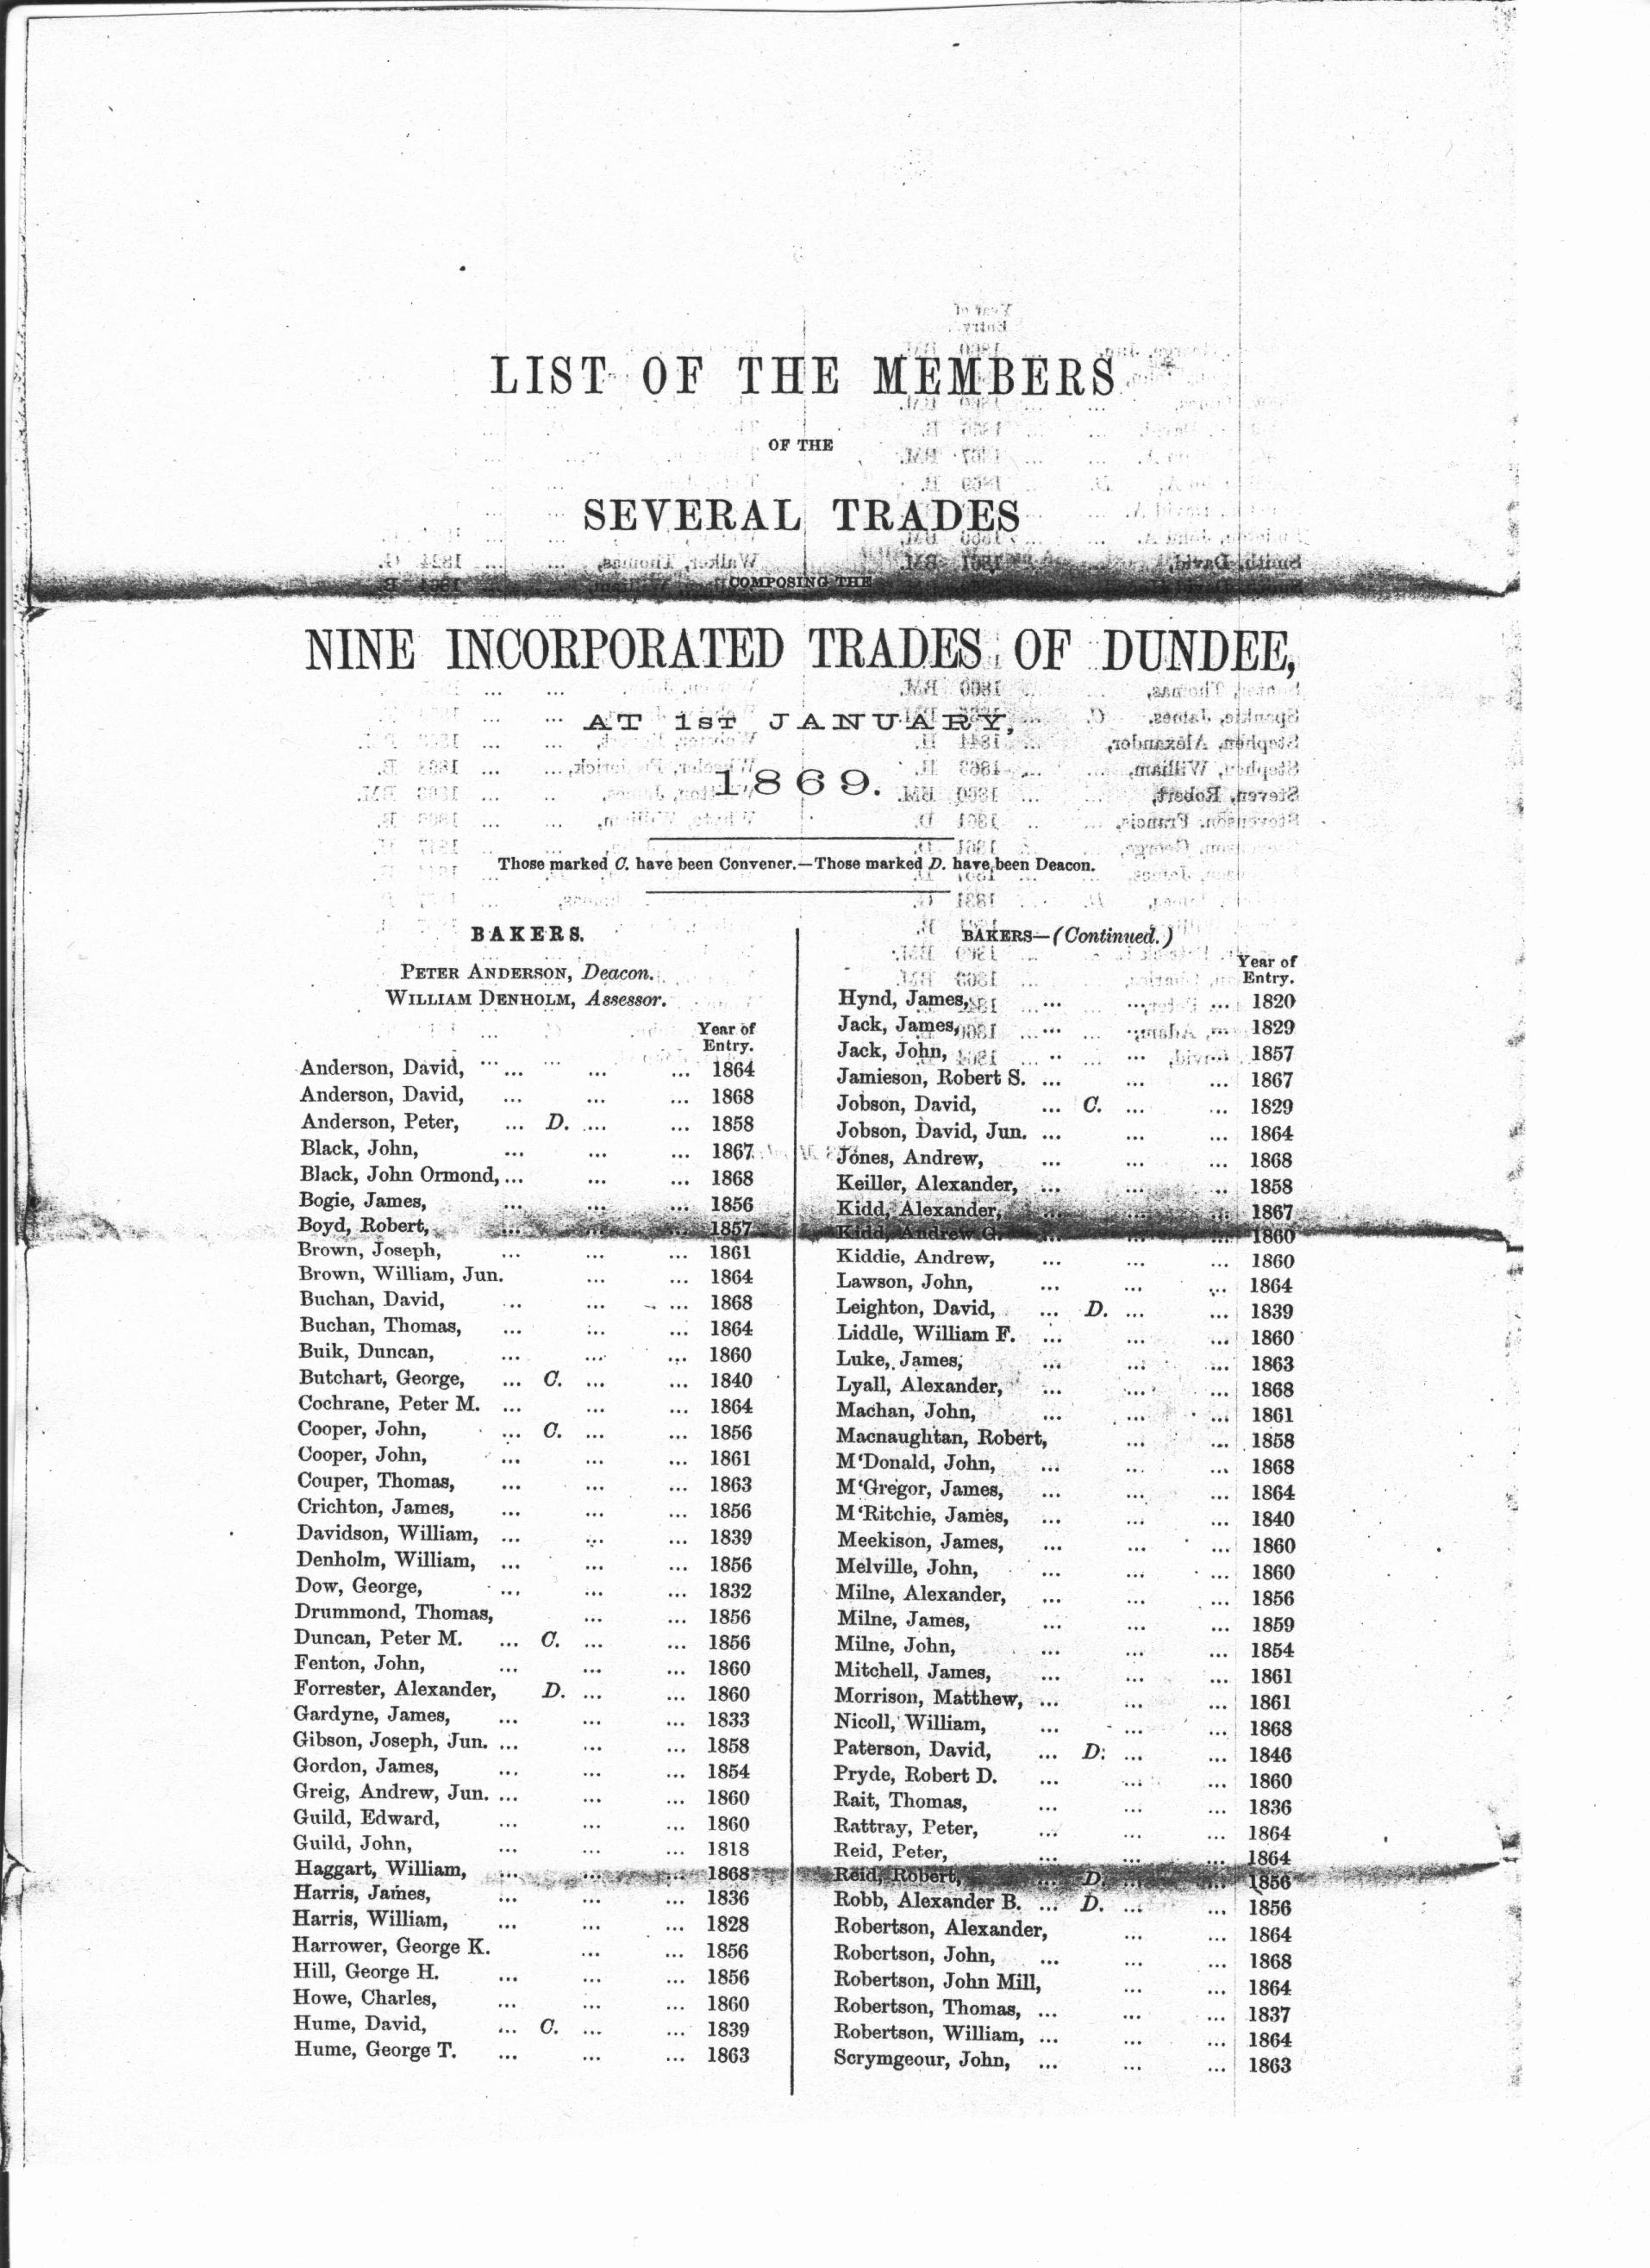 LIST OF THE MEMBERS
OF THE
SEVERAL TRADES
COMPOSING THE
NINE INCORPORATED TRADES OF DUNDEE,
AT 1ST JANUARY,
1869.
Those marked C. have been Convener.—Those marked D. have been Deacon.
BAKERS.
PETER ANDERSON, Deacon.
WILLIAM DENHOLM, Assessor.
Year of
Entry.
Anderson, David, ... ... ... 1864
Anderson, David, ... ... ... 1868
Anderson, Peter, ... D. ... ... 1858
Black, John, ... ... ... 1867
Black, John Ormond, ... ... ... 1868
Bogie, James, ... ... ... 1856
Boyd, Robert, ... ... ... 1857
Brown, Joseph, ... ... ... 1861
Brown, William, Jun. ... ... 1864
Buchan, David, ... ... ... 1868
Buchan, Thomas, ... ... ... 1864
Buik, Duncan, ... ... ... 1860
Butchart, George, ... C. ... ... 1840
Cochrane, Peter M. ... ... ... 1864
Cooper, John, ... C. ... ... 1856
Cooper, John, ... ... ... 1861
Couper, Thomas, ... ... ... 1863
Crichton, James, ... ... ... 1856
Davidson, William, ... ... ... 1839
Denholm, William, ... ... ... 1856
Dow, George, ... ... ... 1832
Drummond, Thomas, ... ... 1856
Duncan, Peter M. ... C. ... ... 1856
Fenton, John, ... ... ... 1860
Forrester, Alexander, D. ... ... 1860
Gardyne, James, ... ... ... 1833
Gibson, Joseph, Jun. ... ... ... 1858
Gordon, James, ... ... ... 1854
Greig, Andrew, Jun. ... ... ... 1860
Guild, Edward, ... ... ... 1860
Guild, John, ... ... ... 1818
Haggart, William, ... ... ... 1868
Harris, James, ... ... ... 1836
Harris, William, ... ... ... 1828
Harrower, George K. ... ... 1856
Hill, George H. ... ... ... 1856
Howe, Charles, ... ... ... 1860
Hume, David, ... C. ... ... 1839
Hume, George T. ... ... ... 1863
BAKERS—(Continued.)
Year of
Entry.
Hynd, James, ... ... ... 1820
Jack, James, ... ... ... 1829
Jack, John, .. ... ... 1857
Jamieson, Robert S. ... ... ... 1867
Jobson, David, ... C. ... ... 1829
Jobson, David, Jun. ... ... ... 1864
Jones, Andrew, ... ... ... 1868
Keiller, Alexander, ... ... ... 1858
Kidd, Alexander, ... ... ... 1867
Kidd, Andrew G. ... ... ... 1860
Kiddie, Andrew, ... ... ... 1860
Lawson, John, ... ... ... 1864
Leighton, David, ... D. ... ... 1839
Liddle, William F. ... ... ... 1860
Luke, James, ... ... ... 1863
Lyall, Alexander, ... ... ... 1868
Machan, John, ... ... ... 1861
Macnaughtan, Robert, ... ... 1858
M'Donald, John, ... ... ... 1868
M'Gregor, James, ... ... ... 1864
M'Ritchie, James, ... ... ... 1840
Meekison, James, ... ... ... 1860
Melville, John, ... ... ... 1860
Milne, Alexander, ... ... ... 1856
Milne, James, ... ... ... 1859
Milne, John, ... ... ... 1854
Mitchell, James, ... ... ... 1861
Morrison, Matthew, ... ... ... 1861
Nicoll, William, ... ... ... 1868
Paterson, David, ... D. ... ... 1846
Pryde, Robert D. ... ... ... 1860
Rait, Thomas, ... ... ... 1836
Rattray, Peter, ... ... ... 1864
Reid, Peter, ... ... ... 1864
Reid, Robert, ... D. ... ... 1856
Robb, Alexander B. ... D. ... ... 1856
Robertson, Alexander, ... ... 1864
Robertson, John, ... ... ... 1868
Robertson, John Mill, ... ... 1864
Robertson, Thomas, ... ... ... 1837
Robertson, William, ... ... ... 1864
Scrymgeour, John, ... ... ... 1863